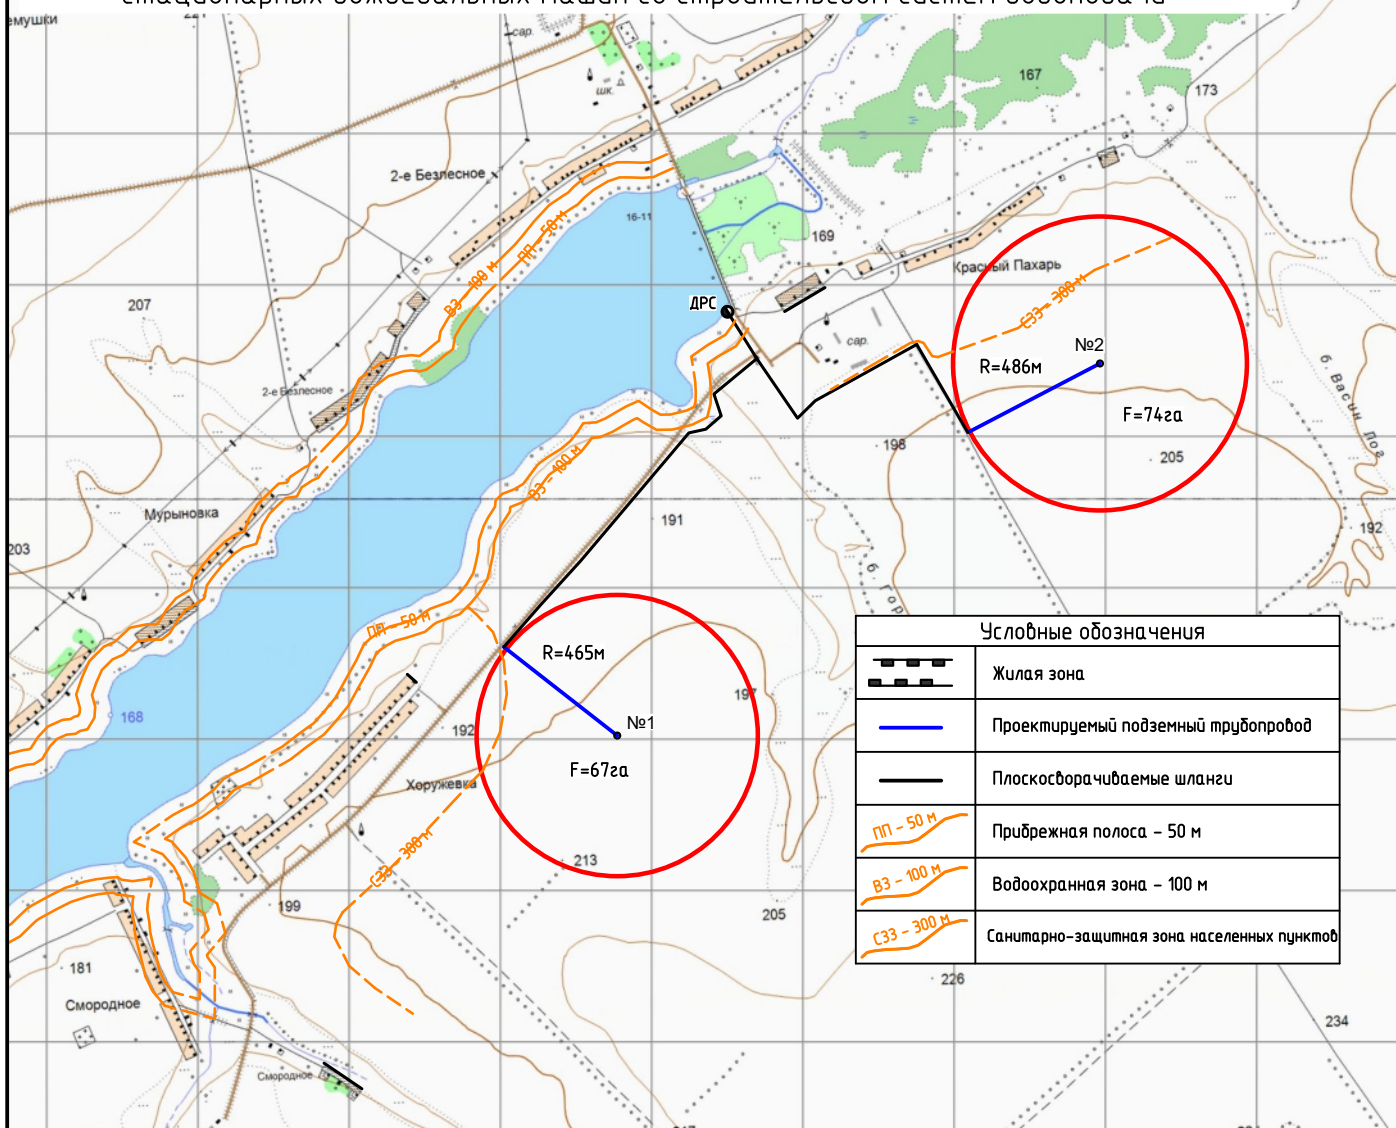 емушки
сар.
шк.
167
173
2-е Безлесное
16-11
ПП - 50 м
169
ВЗ - 100 м
Красный Пахарь
207
ДРС
СЗЗ - 300 м
сар.
№2
R=486м
2-е Безлесное
F=74га
б. Васин Лог
198
205
ВЗ - 100 м
Мурыновка
191
192
203
б. Гор
ПП - 50 м
R=465м
197
168
№1
192
F=67га
Хоружевка
СЗЗ - 300 м
213
199
205
181
226
Смородное
234
Смородное
Условные обозначения
Жилая зона
Проектируемый подземный трубопровод
Плоскосворачиваемые шланги
ПП - 50 м
Прибрежная полоса - 50 м
ВЗ - 100 м
Водоохранная зона - 100 м
СЗЗ - 300 м
Санитарно-защитная зона населенных пунктов